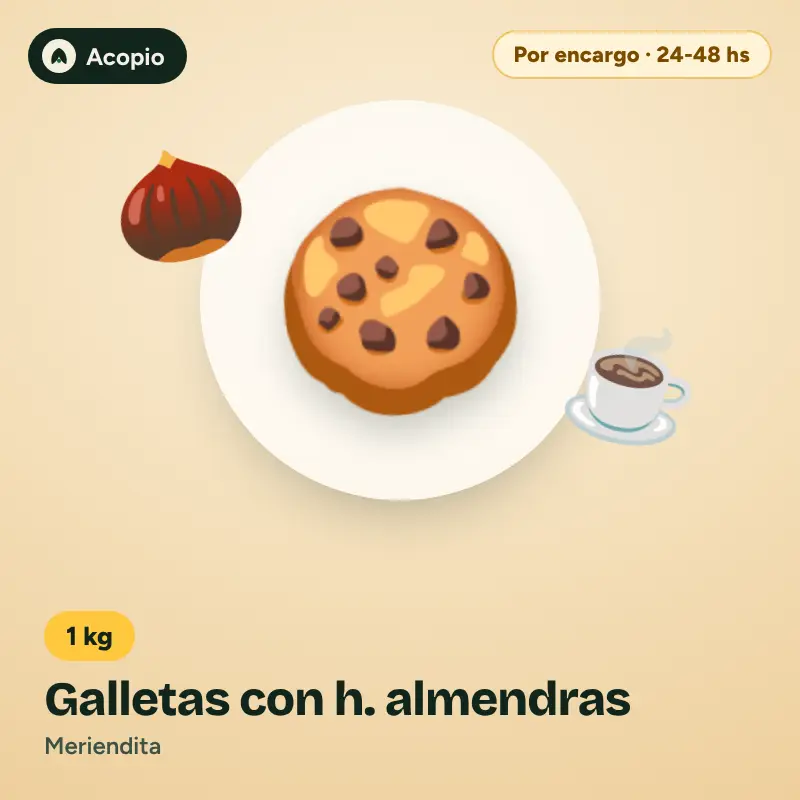 Acopio
Por encargo · 24-48 hs
1 kg
Galletas con h. almendras
Meriendita